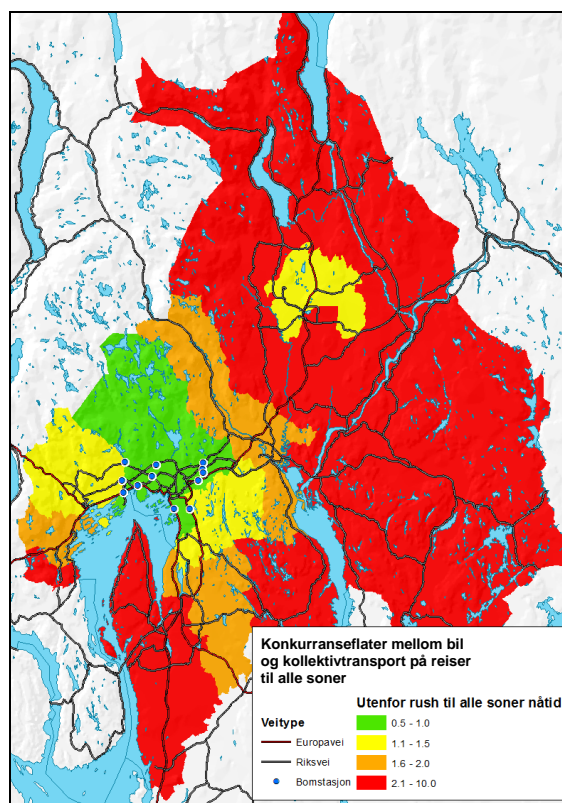 Konkurranseflater mellom bil
og kollektivtransport på reiser
til alle soner
Utenfor rush til alle soner nåtid
Veitype
Europavei
Riksvei
Bomstasjon
0.5 - 1.0
1.1 - 1.5
1.6 - 2.0
2.1 - 10.0